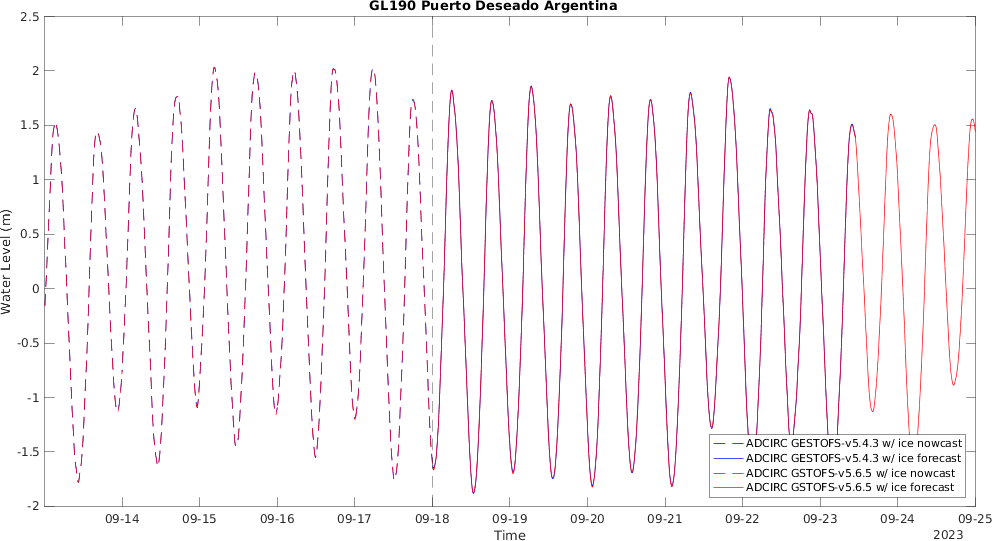 GL190 Puerto Deseado Argentina
2.5
2
1.5
1
0.5
0
-0.5
-1
-1.5
-2
Water Level (m)
ADCIRC GESTOFS-v5.4.3 w/ ice nowcast
ADCIRC GESTOFS-v5.4.3 w/ ice forecast
ADCIRC GSTOFS-v5.6.5 w/ ice nowcast
ADCIRC GSTOFS-v5.6.5 w/ ice forecast
09-14 09-15 09-16 09-17 09-18 09-19 09-20 09-21 09-22 09-23 09-24 09-25
Time
2023